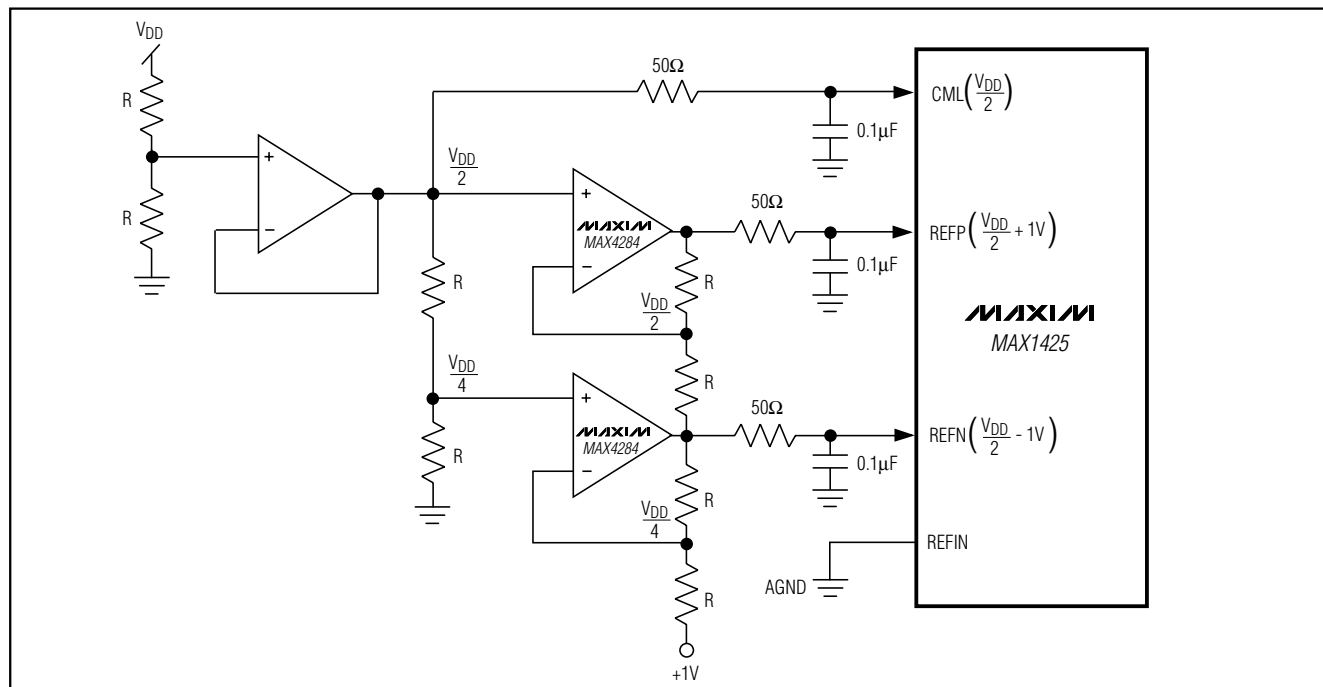 VDD
R
R
50Ω
CML(VDD/2)
0.1µF
+
−
VDD/2
+
MAXIM
MAX4284
−
50Ω
REFP(VDD/2 + 1V)
0.1µF
R
R
VDD/2
MAXIM
MAX1425
VDD/4
R
+
MAXIM
MAX4284
−
R
50Ω
REFN(VDD/2 - 1V)
0.1µF
R
VDD/4
REFIN
AGND
R
+1V